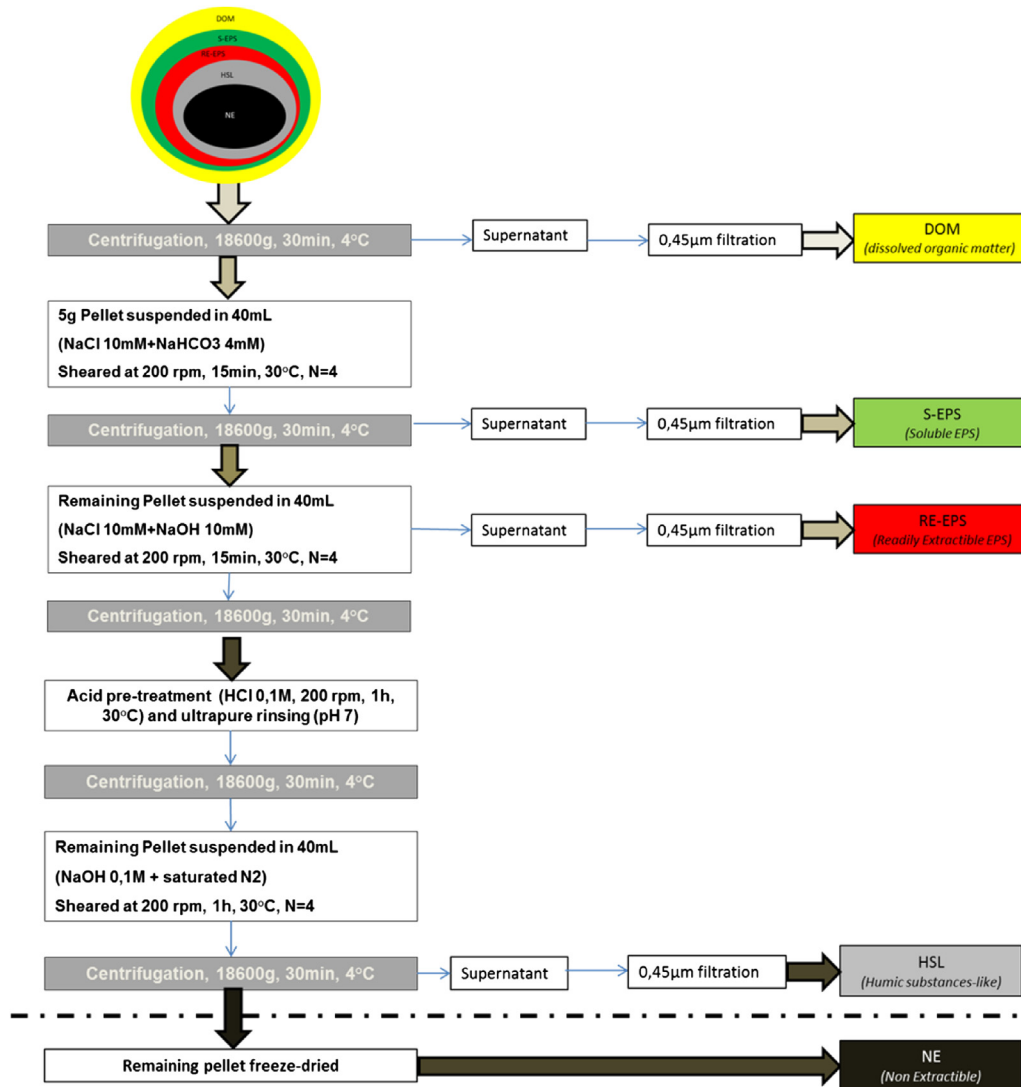 DOM
S-EPS
RE-EPS
HSL
NE
Centrifugation, 18600g, 30min, 4°C
Supernatant
0,45µm filtration
DOM
(dissolved organic matter)
5g Pellet suspended in 40mL
(NaCl 10mM+NaHCO3 4mM)
Sheared at 200 rpm, 15min, 30°C, N=4
Centrifugation, 18600g, 30min, 4°C
Supernatant
0,45µm filtration
S-EPS
(Soluble EPS)
Remaining Pellet suspended in 40mL
(NaCl 10mM+NaOH 10mM)
Sheared at 200 rpm, 15min, 30°C, N=4
Supernatant
0,45µm filtration
RE-EPS
(Readily Extractible EPS)
Centrifugation, 18600g, 30min, 4°C
Acid pre-treatment (HCl 0,1M, 200 rpm, 1h,
30°C) and ultrapure rinsing (pH 7)
Centrifugation, 18600g, 30min, 4°C
Remaining Pellet suspended in 40mL
(NaOH 0,1M + saturated N2)
Sheared at 200 rpm, 1h, 30°C, N=4
Centrifugation, 18600g, 30min, 4°C
Supernatant
0,45µm filtration
HSL
(Humic substances-like)
Remaining pellet freeze-dried
NE
(Non Extractible)